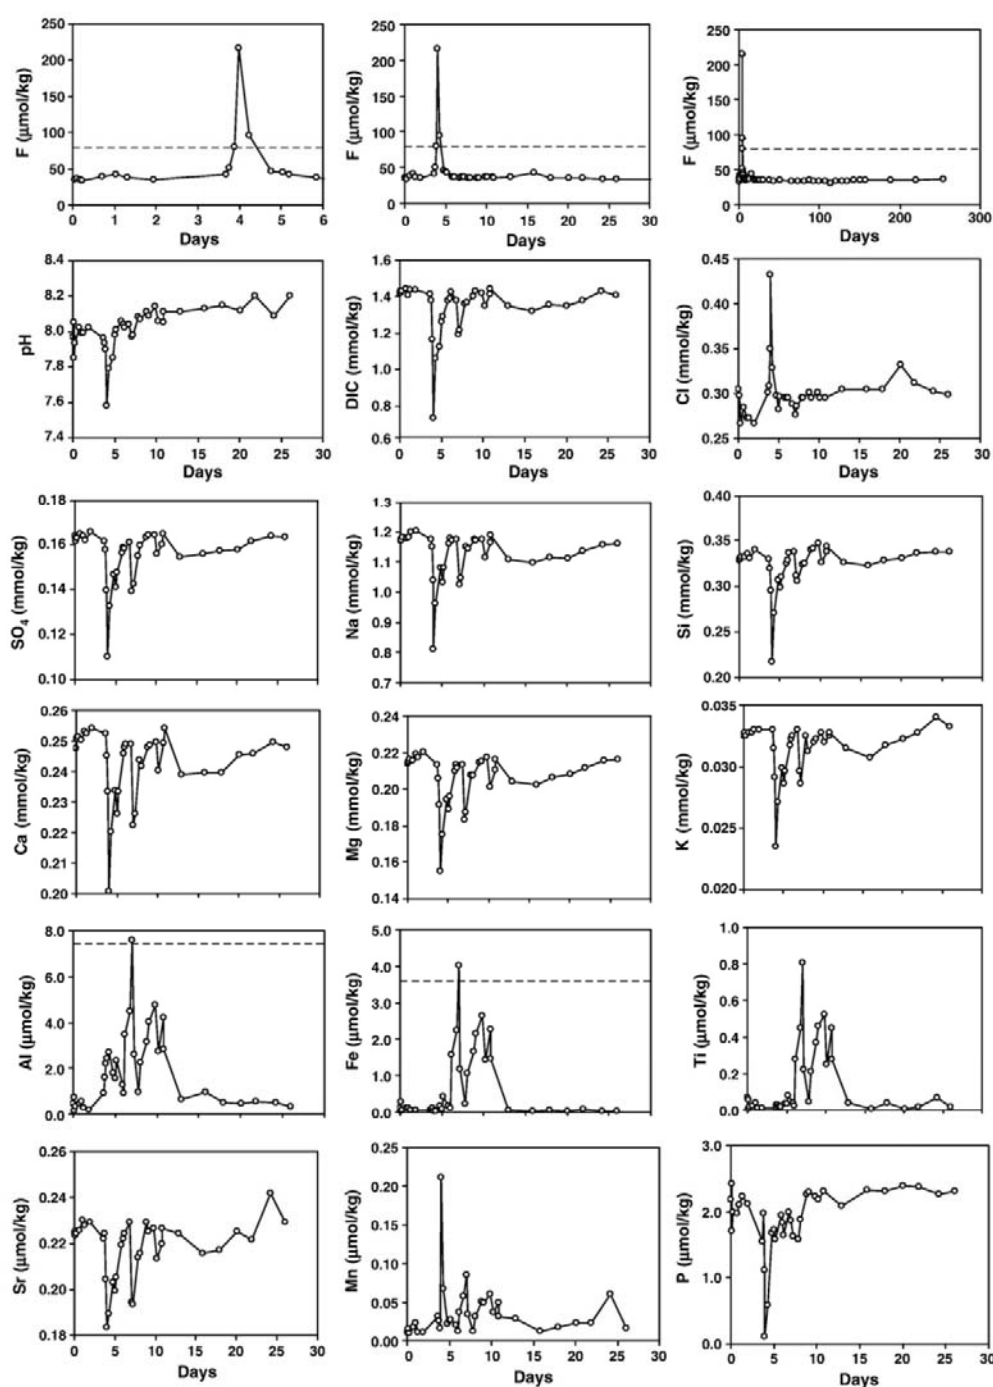 F (µmol/kg)
250
200
150
100
50
0
0 1 2 3 4 5 6
Days
F (µmol/kg)
250
200
150
100
50
0
0 5 10 15 20 25 30
Days
F (µmol/kg)
250
200
150
100
50
0
0 100 200 300
Days
pH
8.4
8.2
8.0
7.8
7.6
7.4
0 5 10 15 20 25 30
Days
DIC (mmol/kg)
1.6
1.4
1.2
1.0
0.8
0.6
0 5 10 15 20 25 30
Days
Cl (mmol/kg)
0.45
0.40
0.35
0.30
0.25
0 5 10 15 20 25 30
Days
SO4 (mmol/kg)
0.18
0.16
0.14
0.12
0.10
Na (mmol/kg)
1.3
1.2
1.1
1.0
0.9
0.8
0.7
Si (mmol/kg)
0.40
0.35
0.30
0.25
0.20
Ca (mmol/kg)
0.26
0.25
0.24
0.23
0.22
0.21
0.20
Mg (mmol/kg)
0.24
0.22
0.20
0.18
0.16
0.14
K (mmol/kg)
0.035
0.030
0.025
0.020
Al (µmol/kg)
8.0
6.0
4.0
2.0
0.0
Fe (µmol/kg)
5.0
4.0
3.0
2.0
1.0
0.0
Ti (µmol/kg)
1.0
0.8
0.6
0.4
0.2
0.0
Sr (µmol/kg)
0.26
0.24
0.22
0.20
0.18
0 5 10 15 20 25 30
Days
Mn (µmol/kg)
0.25
0.20
0.15
0.10
0.05
0.00
0 5 10 15 20 25 30
Days
P (µmol/kg)
3.0
2.0
1.0
0.0
0 5 10 15 20 25 30
Days